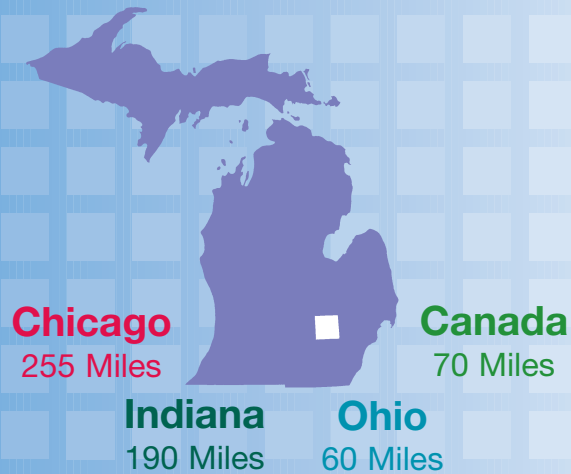 Chicago
255 Miles
Canada
70 Miles
Indiana
190 Miles
Ohio
60 Miles